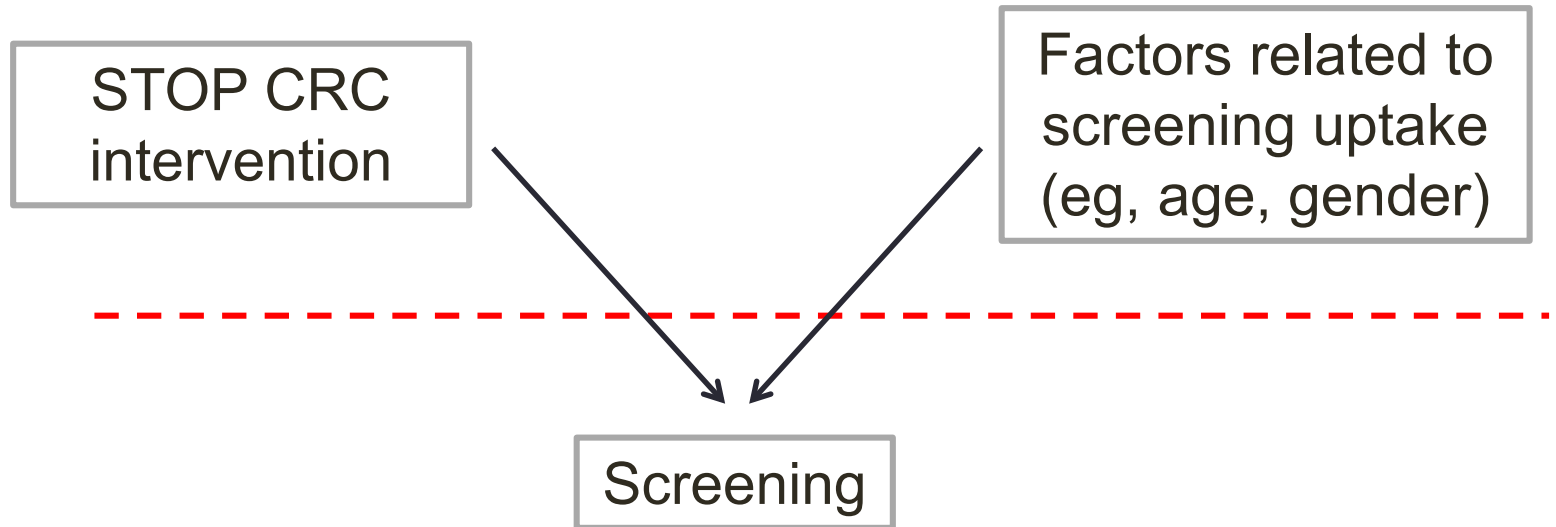 STOP CRC
intervention
Factors related to
screening uptake
(eg, age, gender)
Screening